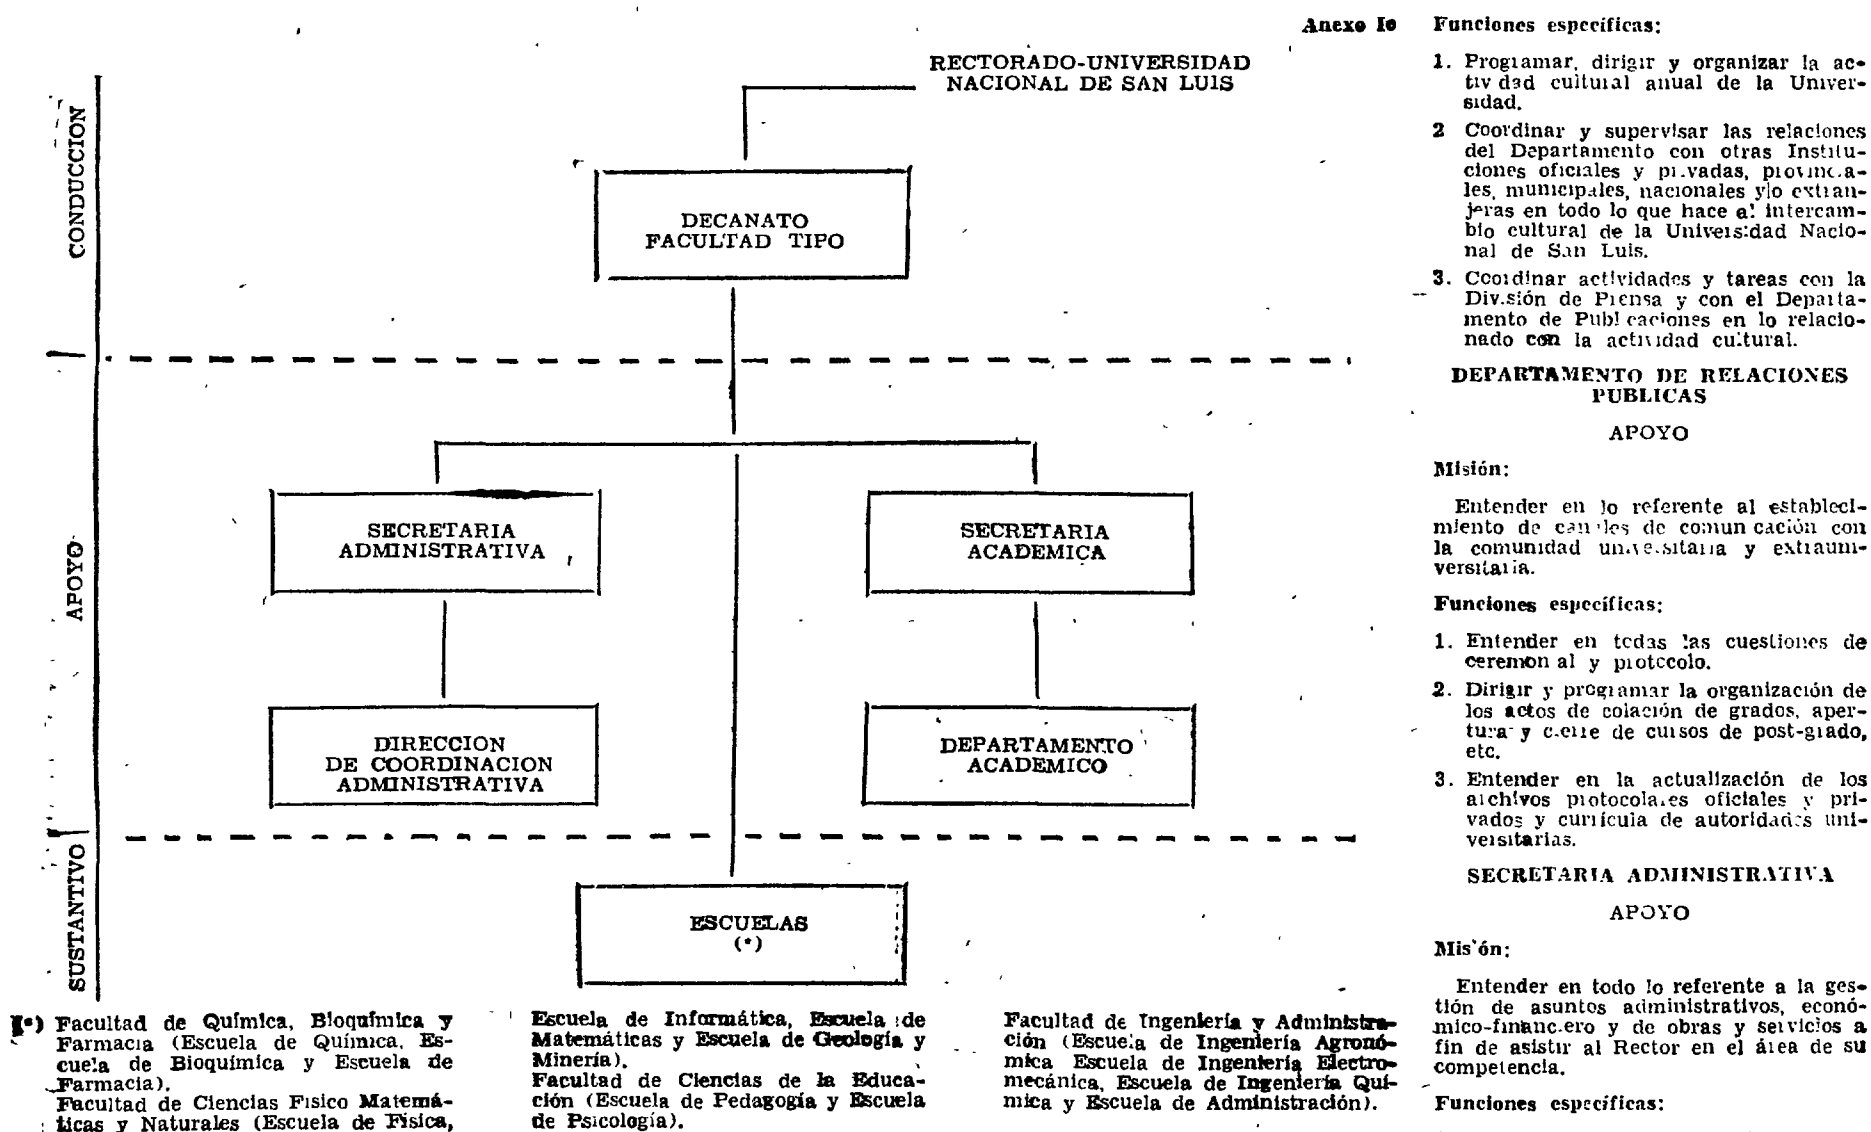 Anexo Ie
RECTORADO-UNIVERSIDAD
NACIONAL DE SAN LUIS
CONDUCCION
DECANATO
FACULTAD TIPO
APOYO
SECRETARIA
ADMINISTRATIVA
SECRETARIA
ACADEMICA
DIRECCION
DE COORDINACION
ADMINISTRATIVA
DEPARTAMENTO
ACADEMICO
SUSTANTIVO
ESCUELAS
(*)
(*) Facultad de Química, Bioquímica y
Farmacia (Escuela de Química, Es-
cuela de Bioquímica y Escuela de
Farmacia).
Facultad de Ciencias Físico Matemá-
ticas y Naturales (Escuela de Física,
Escuela de Informática, Escuela de
Matemáticas y Escuela de Geología y
Minería).
Facultad de Ciencias de la Educa-
ción (Escuela de Pedagogía y Escuela
de Psicología).
Facultad de Ingeniería y Administra-
ción (Escuela de Ingeniería Agronó-
mica Escuela de Ingeniería Electro-
mecánica, Escuela de Ingeniería Quí-
mica y Escuela de Administración).
Funciones específicas:
1. Programar, dirigir y organizar la ac-
tividad cultural anual de la Univer-
sidad.
2 Coordinar y supervisar las relaciones
del Departamento con otras Institu-
ciones oficiales y privadas, provincia-
les, municipales, nacionales y|o extran-
jeras en todo lo que hace al intercam-
bio cultural de la Universidad Nacio-
nal de San Luis.
3. Coordinar actividades y tareas con la
División de Prensa y con el Departa-
mento de Publicaciones en lo relacio-
nado con la actividad cultural.
DEPARTAMENTO DE RELACIONES
PUBLICAS
APOYO
Misión:
Entender en lo referente al estableci-
miento de canales de comunicación con
la comunidad universitaria y extrauni-
versitaria.
Funciones específicas:
1. Entender en todas las cuestiones de
ceremonial y protocolo.
2. Dirigir y programar la organización de
los actos de colación de grados, aper-
tura y cierre de cursos de post-grado,
etc.
3. Entender en la actualización de los
archivos protocolares oficiales y pri-
vados y currícula de autoridades uni-
versitarias.
SECRETARIA ADMINISTRATIVA
APOYO
Misión:
Entender en todo lo referente a la ges-
tión de asuntos administrativos, econó-
mico-financiero y de obras y servicios a
fin de asistir al Rector en el área de su
competencia.
Funciones específicas: